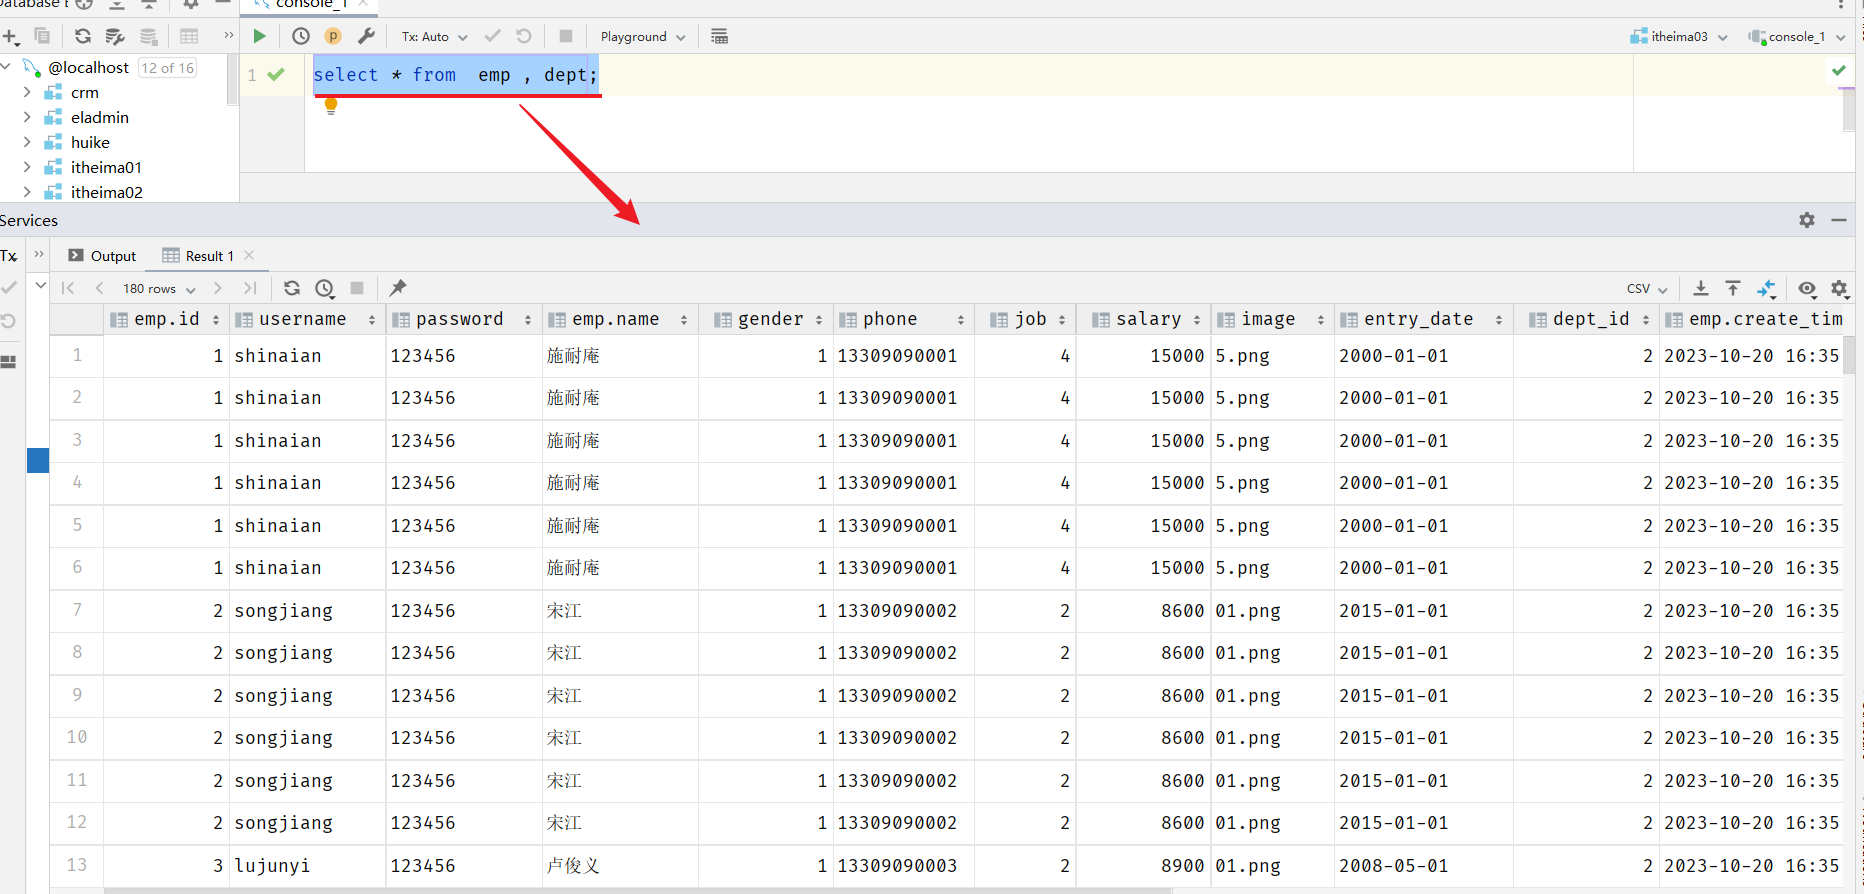 console_1
Tx: Auto
Playground
itheima03
console_1
@localhost 12 of 16
crm
eladmin
huike
itheima01
itheima02
1 select * from emp , dept;
Services
Tx
Output
Result 1
180 rows
CSV
emp.id username password emp.name gender phone job salary image entry_date dept_id emp.create_tim
1 1 shinaian 123456 施耐庵 1 13309090001 4 15000 5.png 2000-01-01 2 2023-10-20 16:35
2 1 shinaian 123456 施耐庵 1 13309090001 4 15000 5.png 2000-01-01 2 2023-10-20 16:35
3 1 shinaian 123456 施耐庵 1 13309090001 4 15000 5.png 2000-01-01 2 2023-10-20 16:35
4 1 shinaian 123456 施耐庵 1 13309090001 4 15000 5.png 2000-01-01 2 2023-10-20 16:35
5 1 shinaian 123456 施耐庵 1 13309090001 4 15000 5.png 2000-01-01 2 2023-10-20 16:35
6 1 shinaian 123456 施耐庵 1 13309090001 4 15000 5.png 2000-01-01 2 2023-10-20 16:35
7 2 songjiang 123456 宋江 1 13309090002 2 8600 01.png 2015-01-01 2 2023-10-20 16:35
8 2 songjiang 123456 宋江 1 13309090002 2 8600 01.png 2015-01-01 2 2023-10-20 16:35
9 2 songjiang 123456 宋江 1 13309090002 2 8600 01.png 2015-01-01 2 2023-10-20 16:35
10 2 songjiang 123456 宋江 1 13309090002 2 8600 01.png 2015-01-01 2 2023-10-20 16:35
11 2 songjiang 123456 宋江 1 13309090002 2 8600 01.png 2015-01-01 2 2023-10-20 16:35
12 2 songjiang 123456 宋江 1 13309090002 2 8600 01.png 2015-01-01 2 2023-10-20 16:35
13 3 lujunyi 123456 卢俊义 1 13309090003 2 8900 01.png 2008-05-01 2 2023-10-20 16:35